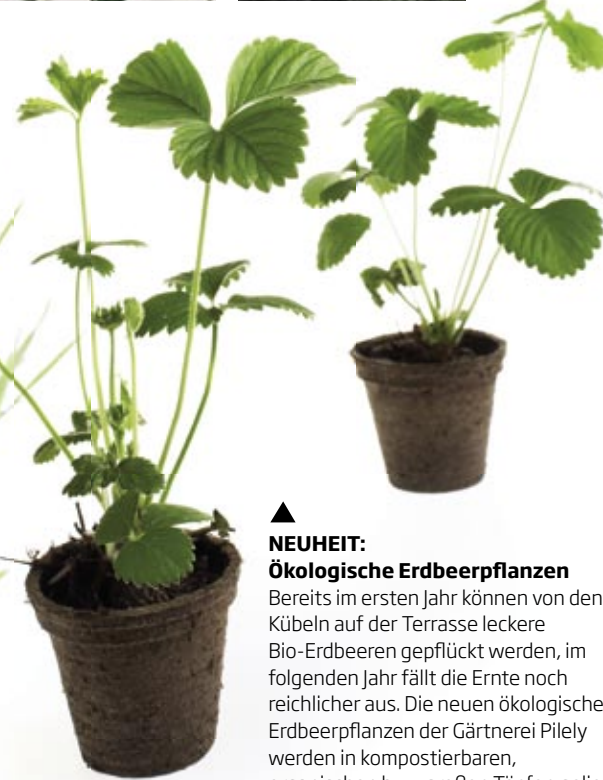 NEUHEIT:
Ökologische Erdbeerpflanzen
Bereits im ersten Jahr können von den
Kübeln auf der Terrasse leckere
Bio-Erdbeeren gepflückt werden, im
folgenden Jahr fällt die Ernte noch
reichlicher aus. Die neuen ökologische
Erdbeerpflanzen der Gärtnerei Pilely
werden in kompostierbaren,